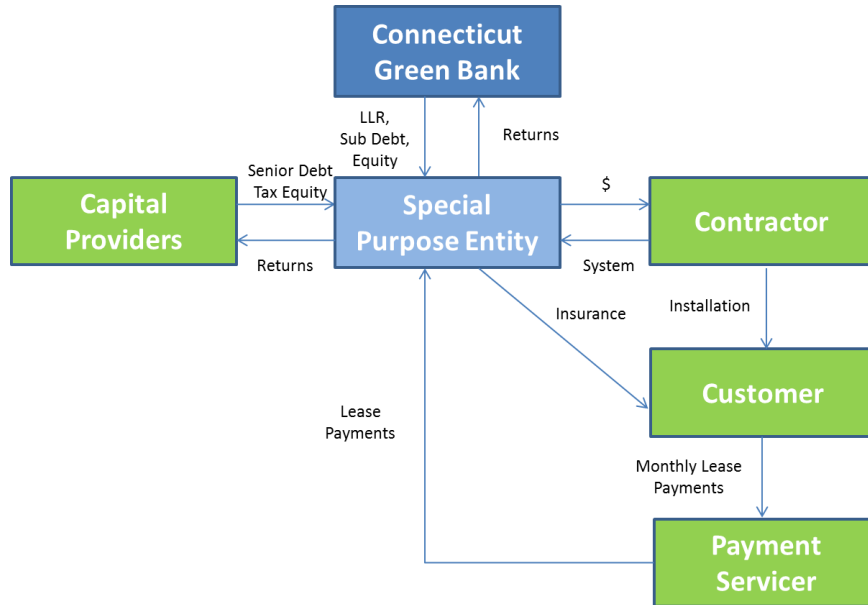 Connecticut
Green Bank
LLR,
Sub Debt,
Equity
Returns
Senior Debt
Tax Equity
$
Capital
Providers
Special
Purpose Entity
Contractor
Returns
System
Insurance
Installation
Customer
Lease
Payments
Monthly Lease
Payments
Payment
Servicer